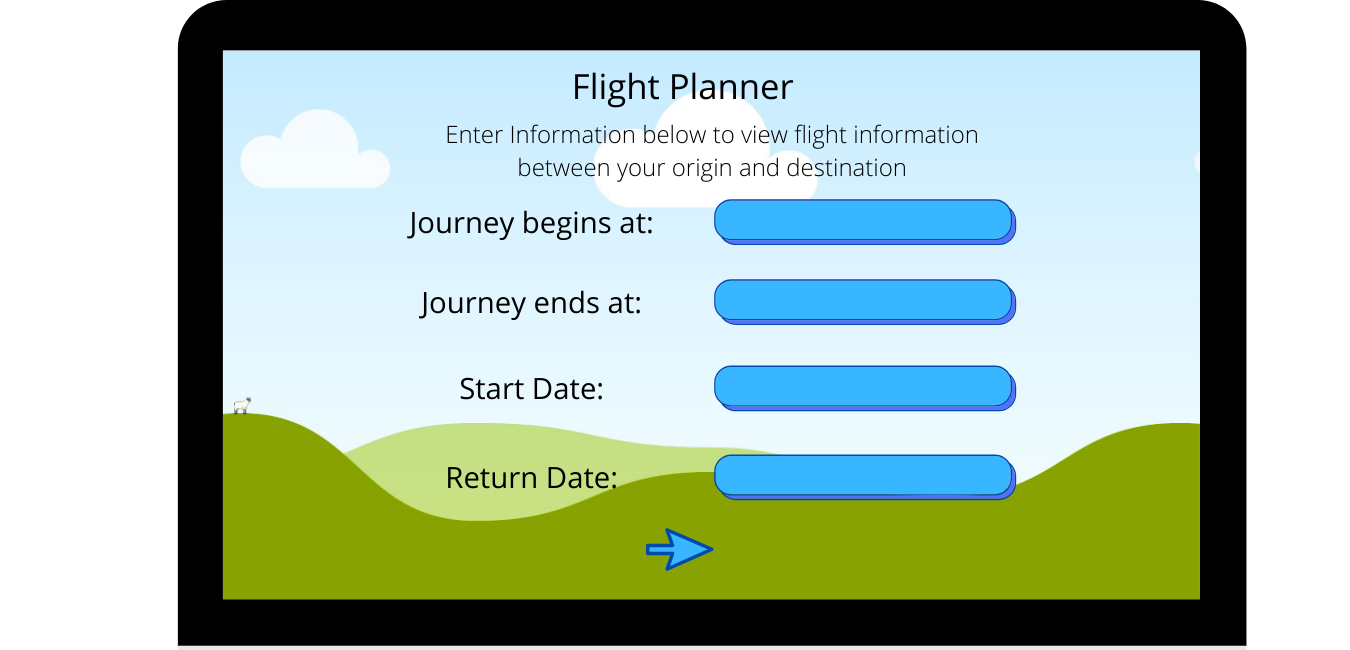 Flight Planner
Enter Information below to view flight information
between your origin and destination
Journey begins at:
Journey ends at:
Start Date:
Return Date: